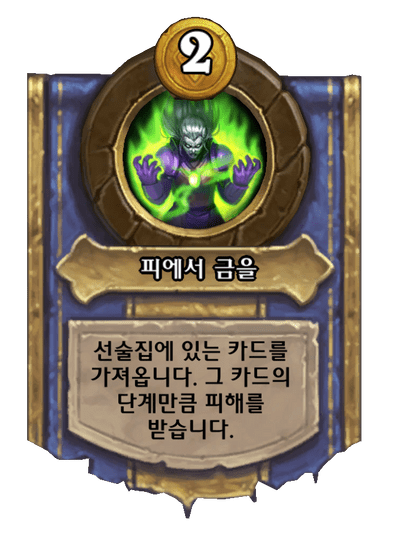 2
피에서 금을
선술집에 있는 카드를
가져옵니다. 그 카드의
단계만큼 피해를
받습니다.